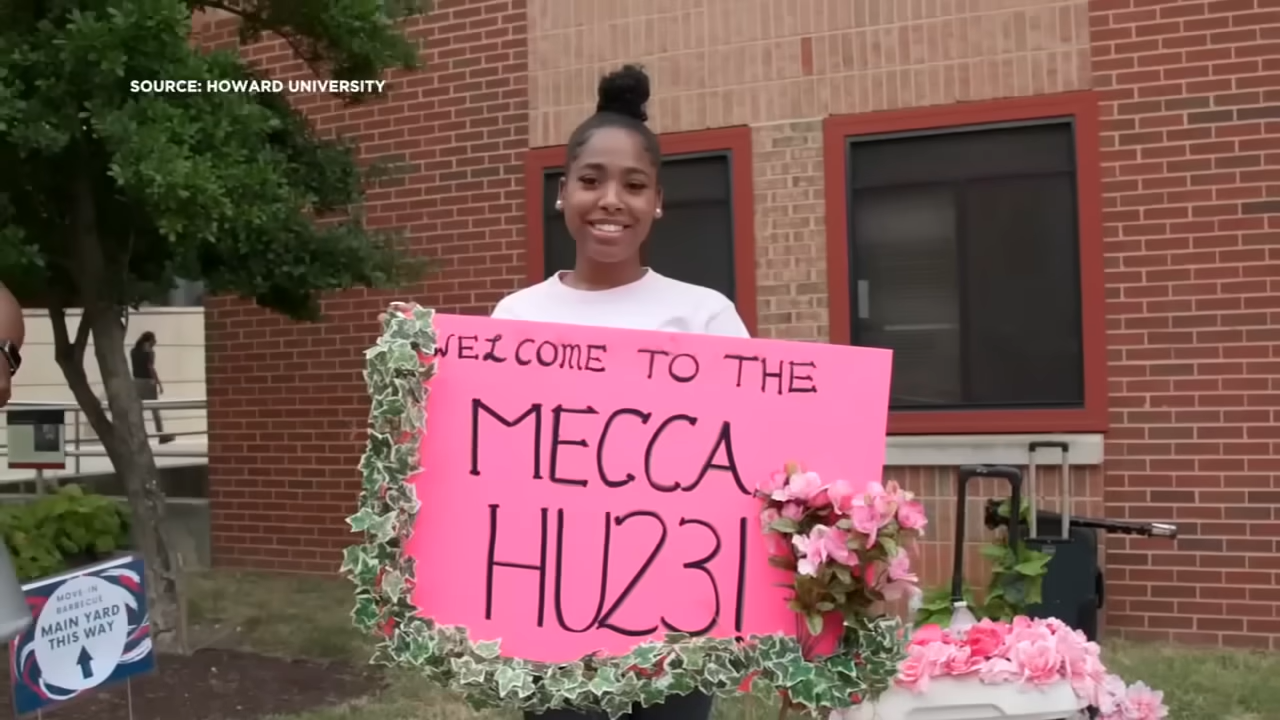 SOURCE: HOWARD UNIVERSITY
WELCOME TO THE
MECCA
HU23!
MOVE-IN
BARBECUE
MAIN YARD
THIS WAY